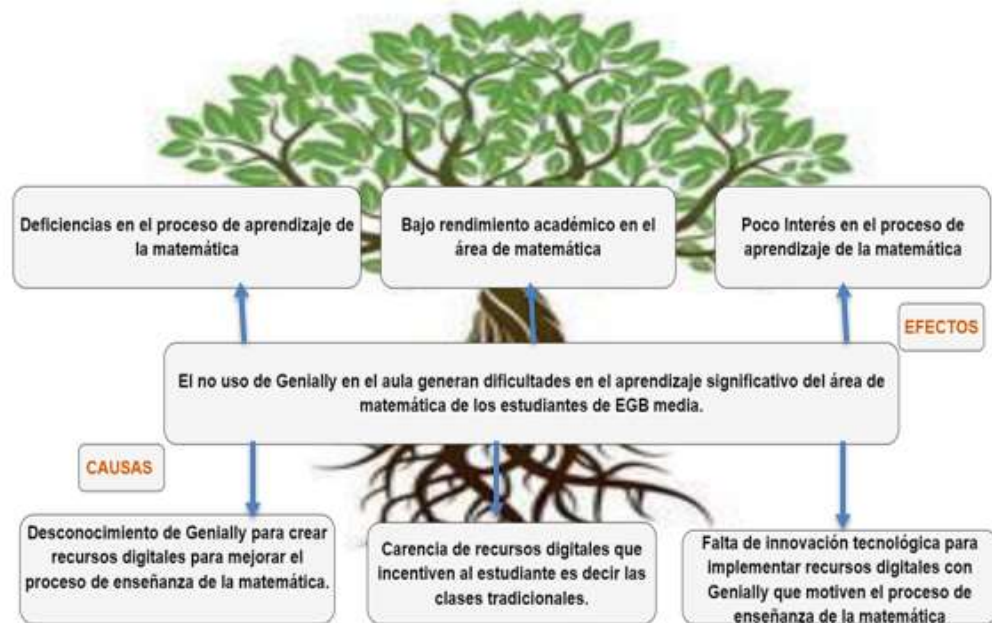 Deficiencias en el proceso de aprendizaje de
la matemática
Bajo rendimiento académico en el
área de matemática
Poco Interés en el proceso de
aprendizaje de la matemática
EFECTOS
El no uso de Genially en el aula generan dificultades en el aprendizaje significativo del área de
matemática de los estudiantes de EGB media.
CAUSAS
Desconocimiento de Genially para crear
recursos digitales para mejorar el
proceso de enseñanza de la matemática.
Carencia de recursos digitales que
incentiven al estudiante es decir las
clases tradicionales.
Falta de innovación tecnológica para
implementar recursos digitales con
Genially que motiven el proceso de
enseñanza de la matemática